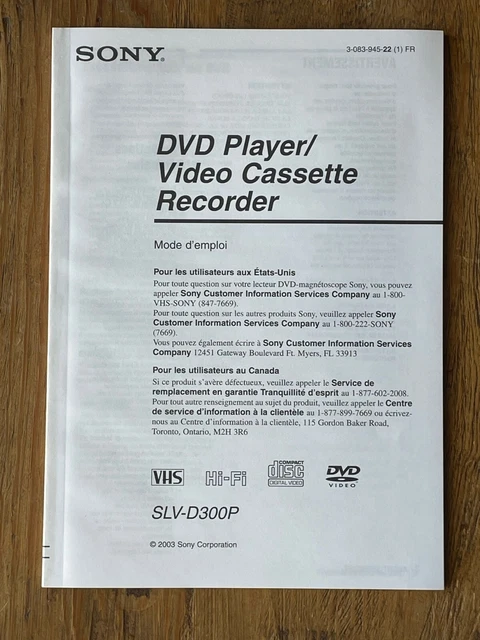 SONY®
3-083-945-22 (1) FR
DVD Player/
Video Cassette
Recorder
Mode d'emploi
Pour les utilisateurs aux États-Unis
Pour toute question sur votre lecteur DVD-magnétoscope Sony, vous pouvez
appeler Sony Customer Information Services Company au 1-800-
VHS-SONY (847-7669).
Pour toute question sur les autres produits Sony, veuillez appeler Sony
Customer Information Services Company au 1-800-222-SONY
(7669).
Vous pouvez également écrire à Sony Customer Information Services
Company 12451 Gateway Boulevard Ft. Myers, FL 33913
Pour les utilisateurs au Canada
Si ce produit s'avère défectueux, veuillez appeler le Service de
remplacement en garantie Tranquillité d'esprit au 1-877-602-2008.
Pour tout autre renseignement au sujet du produit, veuillez appeler le Centre
de service d'information à la clientèle au 1-877-899-7669 ou écrivez-
nous au Centre d'information à la clientèle, 115 Gordon Baker Road,
Toronto, Ontario, M2H 3R6
VHS Hi-Fi COMPACT disc DIGITAL VIDEO DVD VIDEO
SLV-D300P
© 2003 Sony Corporation